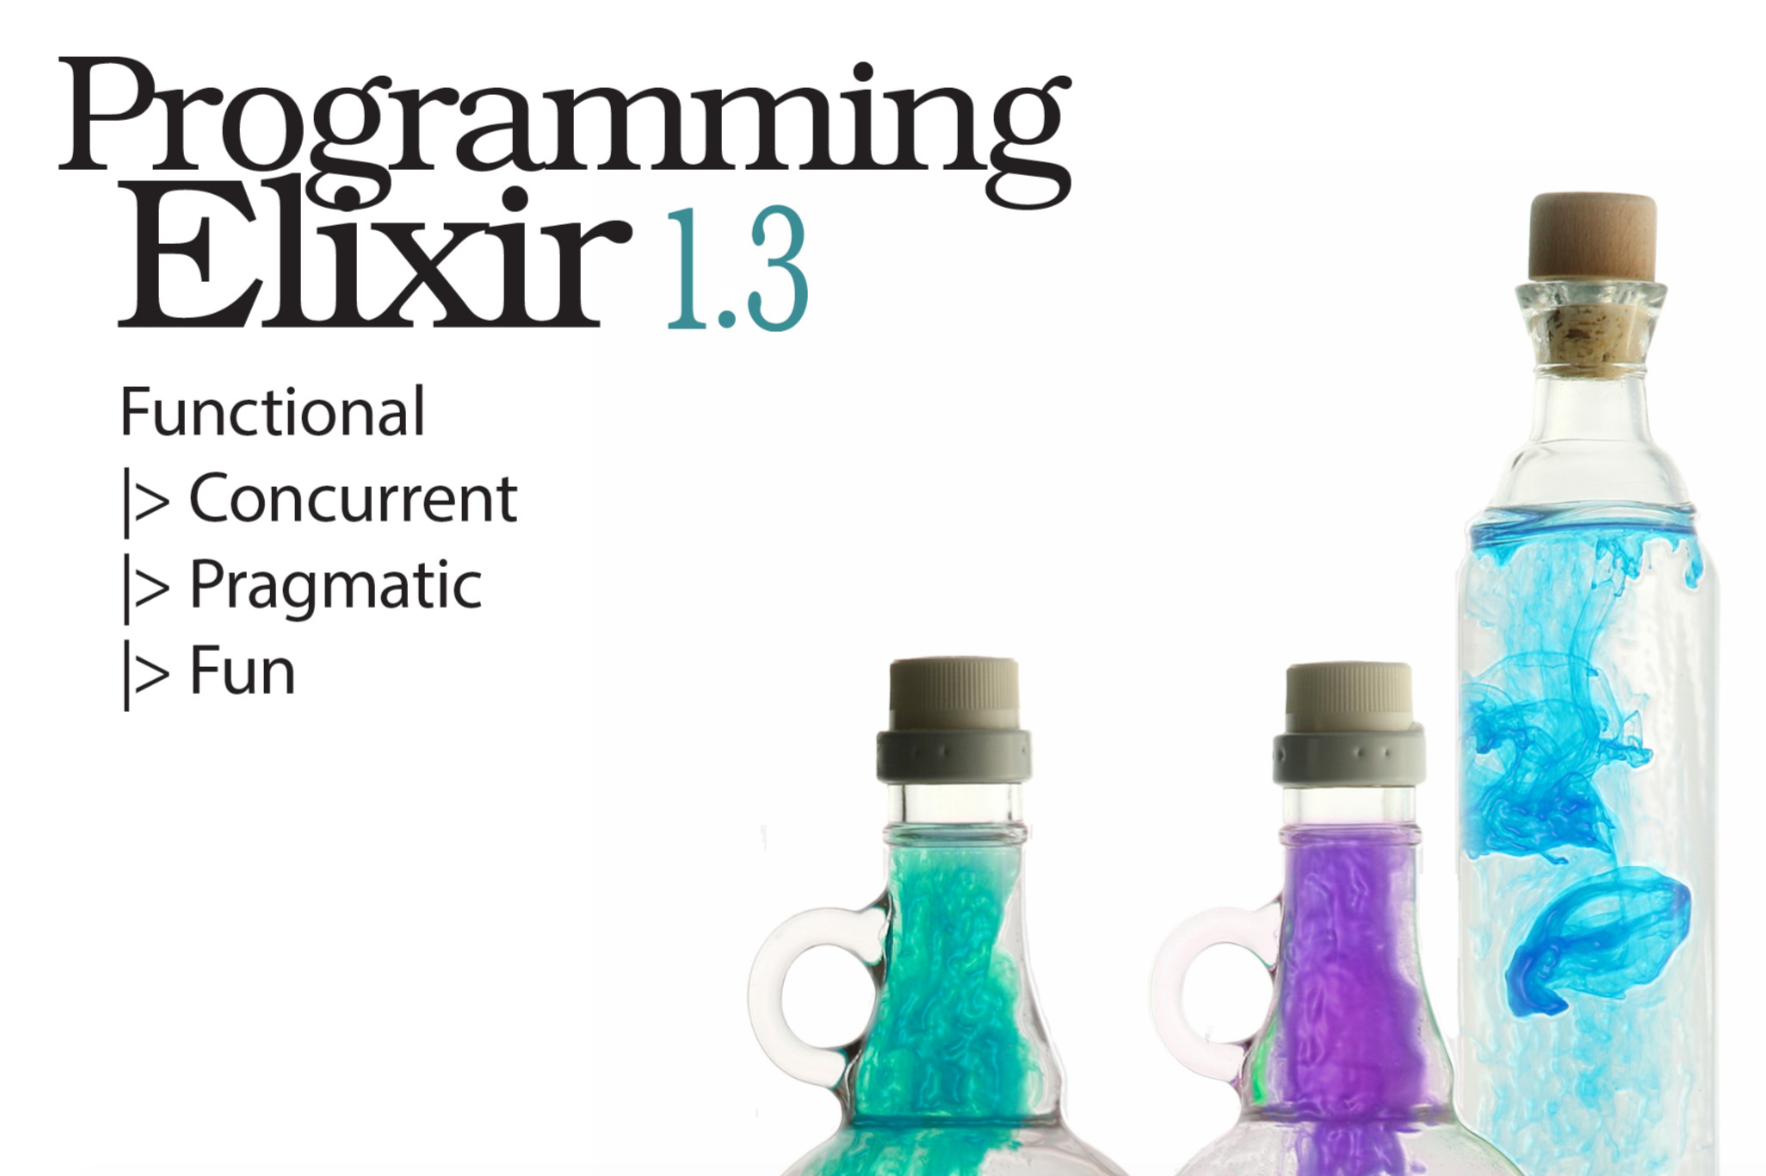 Programming
Elixir 1.3
Functional
|> Concurrent
|> Pragmatic
|> Fun